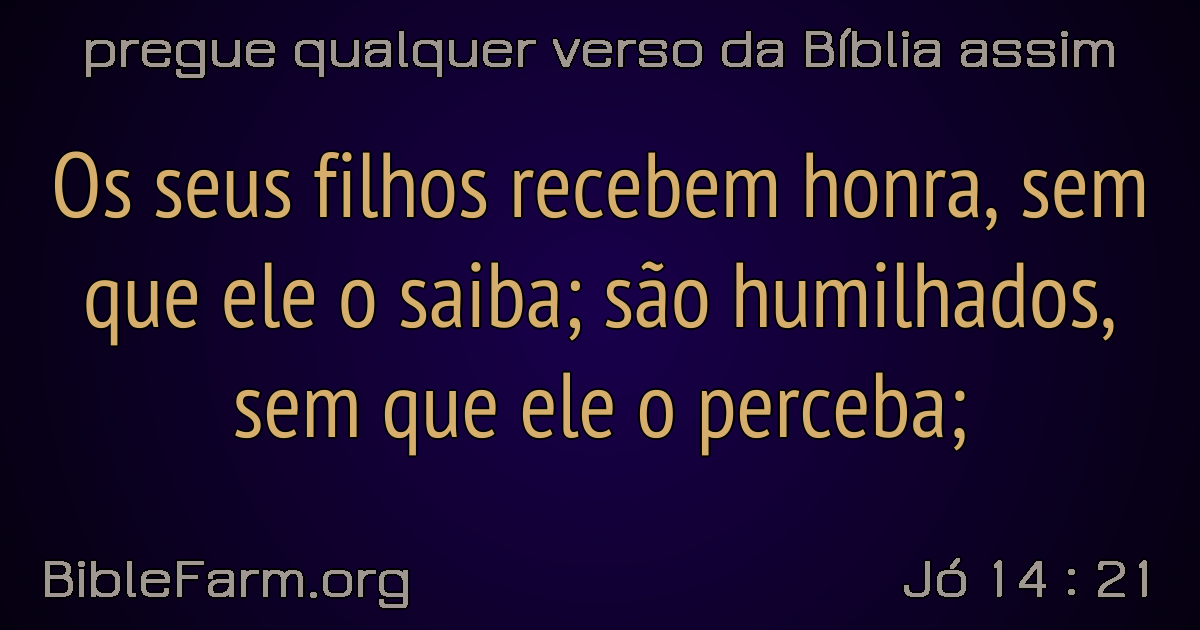 pregue qualquer verso da Bíblia assim
Os seus filhos recebem honra, sem
que ele o saiba; são humilhados,
sem que ele o perceba;
BibleFarm.org
Jó 14 : 21